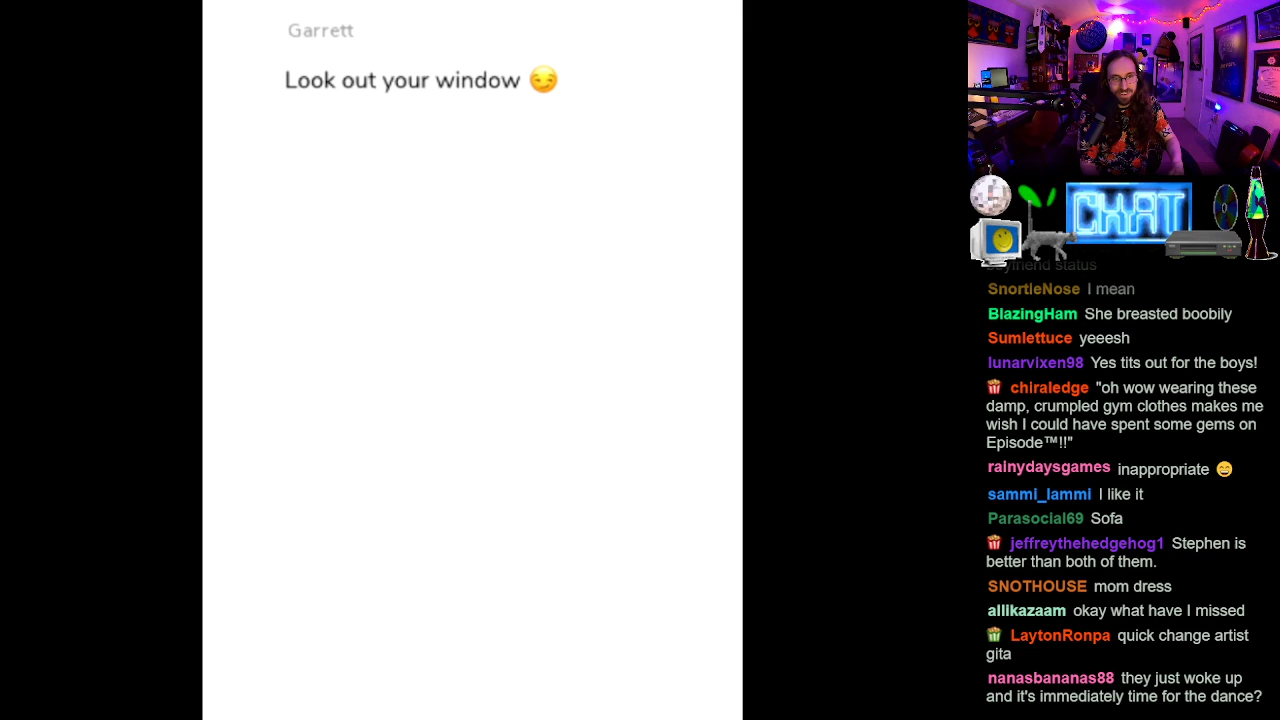 Garrett
Look out your window 😏
CHAT
boyfriend status
SnortleNose I mean
BlazingHam She breasted boobily
Sumlettuce yeeesh
lunarvixen98 Yes tits out for the boys!
chiraledge "oh wow wearing these
damp, crumpled gym clothes makes me
wish I could have spent some gems on
Episode™!!"
rainydaysgames inappropriate 😄
sammi_lammi I like it
Parasocial69 Sofa
jeffreythehedgehog1 Stephen is
better than both of them.
SNOTHOUSE mom dress
alllkazaam okay what have I missed
LaytonRonpa quick change artist
gita
nanasbananas88 they just woke up
and it's immediately time for the dance?